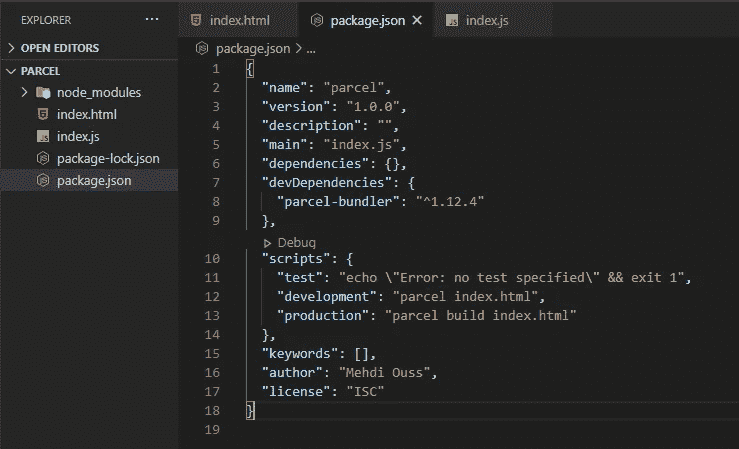 EXPLORER
OPEN EDITORS
PARCEL
node_modules
index.html
index.js
package-lock.json
package.json
index.html
package.json
index.js
package.json > ...
1 {
2 "name": "parcel",
3 "version": "1.0.0",
4 "description": "",
5 "main": "index.js",
6 "dependencies": {},
7 "devDependencies": {
8 "parcel-bundler": "^1.12.4"
9 },
Debug
10 "scripts": {
11 "test": "echo \"Error: no test specified\" && exit 1",
12 "development": "parcel index.html",
13 "production": "parcel build index.html"
14 },
15 "keywords": [],
16 "author": "Mehdi Ouss",
17 "license": "ISC"
18 }
19